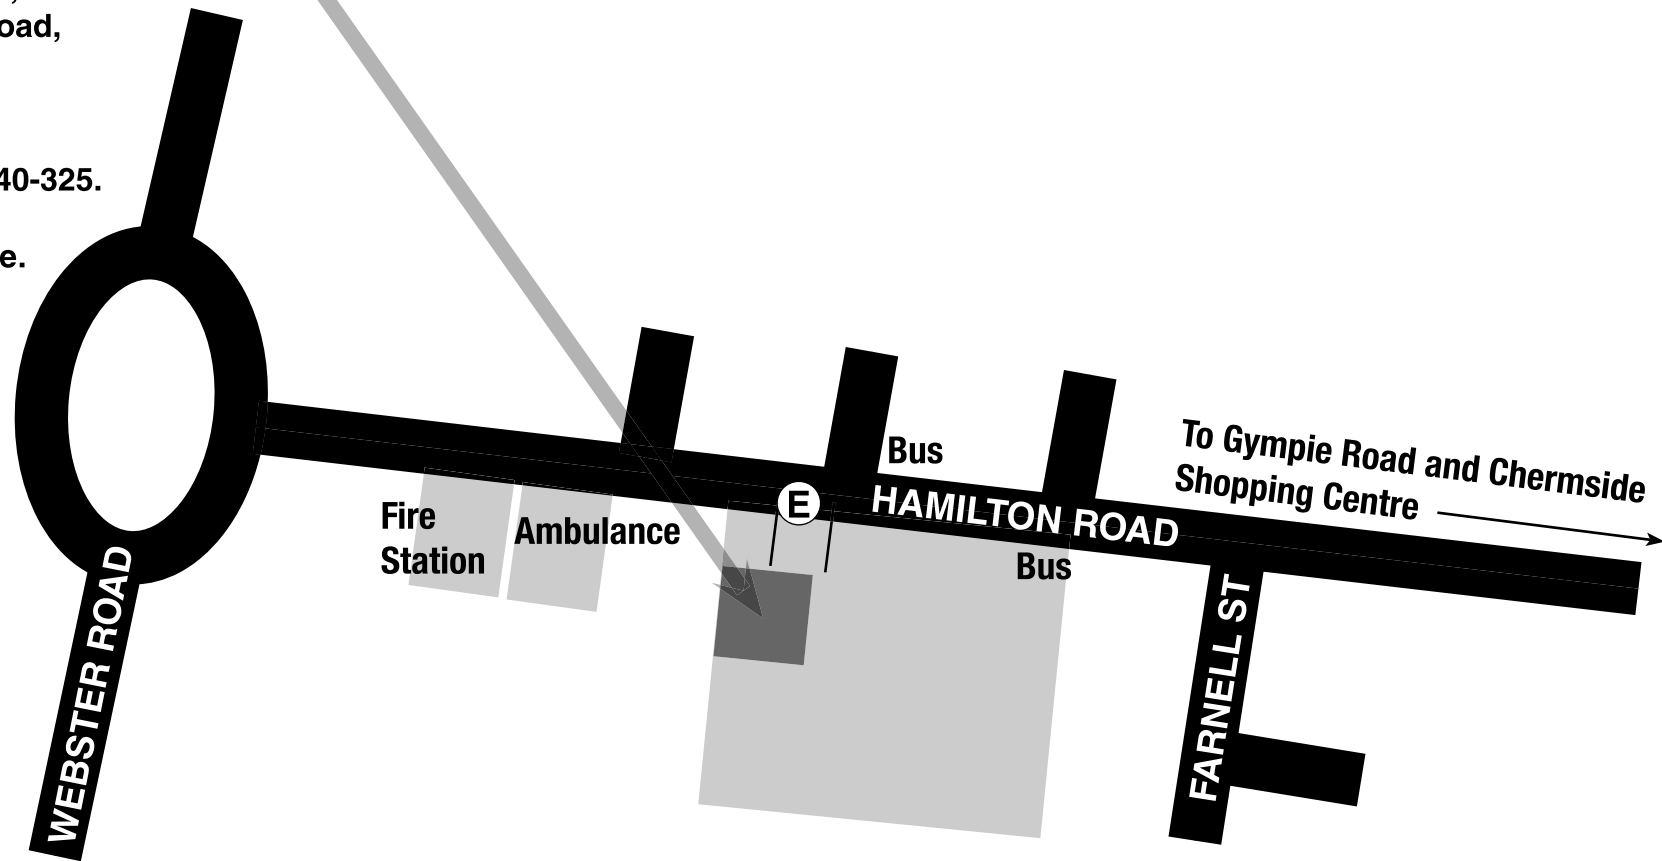 oad,
40-325.
e.
To Gympie Road and Chermside
Shopping Centre
Bus
E
HAMILTON ROAD
Fire
Station
Ambulance
Bus
WEBSTER ROAD
FARNELL ST